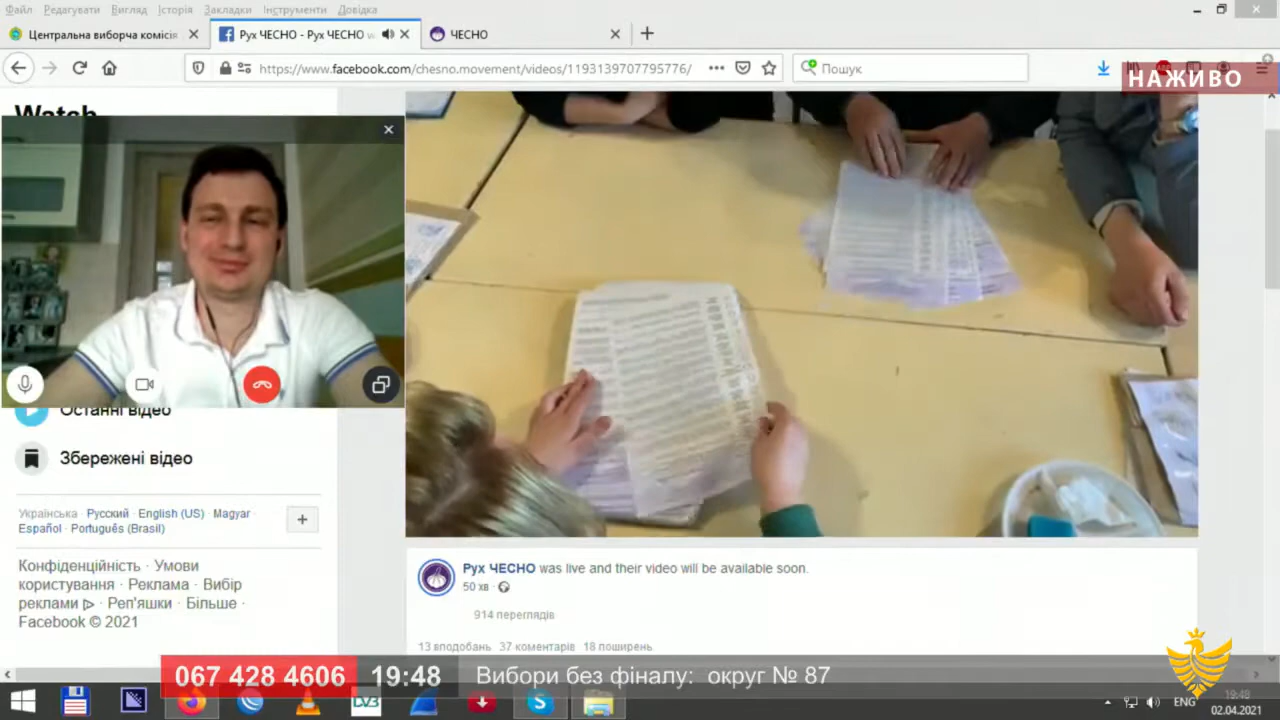 Файл Редагувати Вигляд Історія Закладки Інструменти Довідка
Центральна виборча комісія
Рух ЧЕСНО - Рух ЧЕСНО w
ЧЕСНО
https://www.facebook.com/chesno.movement/videos/1193139707795776/
Пошук
НАЖИВО
Watch
Останні відео
Збережені відео
Українська · Русский · English (US) · Magyar ·
Español · Português (Brasil)
Конфіденційність · Умови
користування · Реклама · Вибір
реклами · Реп'яшки · Більше ·
Facebook © 2021
Рух ЧЕСНО was live and their video will be available soon.
50 хв ·
914 переглядів
13 вподобань 37 коментарів 18 поширень
067 428 4606 19:48 Вибори без фіналу: округ № 87
DV3
ENG
19:48
02.04.2021